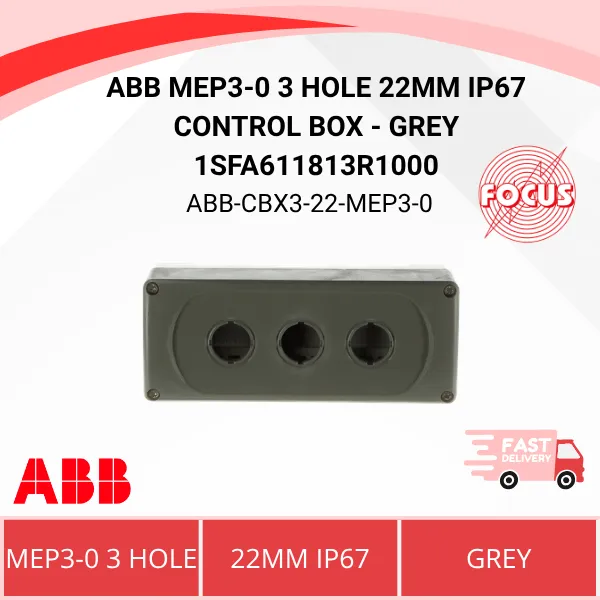 ABB MEP3-0 3 HOLE 22MM IP67
CONTROL BOX - GREY
1SFA611813R1000
ABB-CBX3-22-MEP3-0
FOCUS
FAST
DELIVERY
ABB
MEP3-0 3 HOLE
22MM IP67
GREY